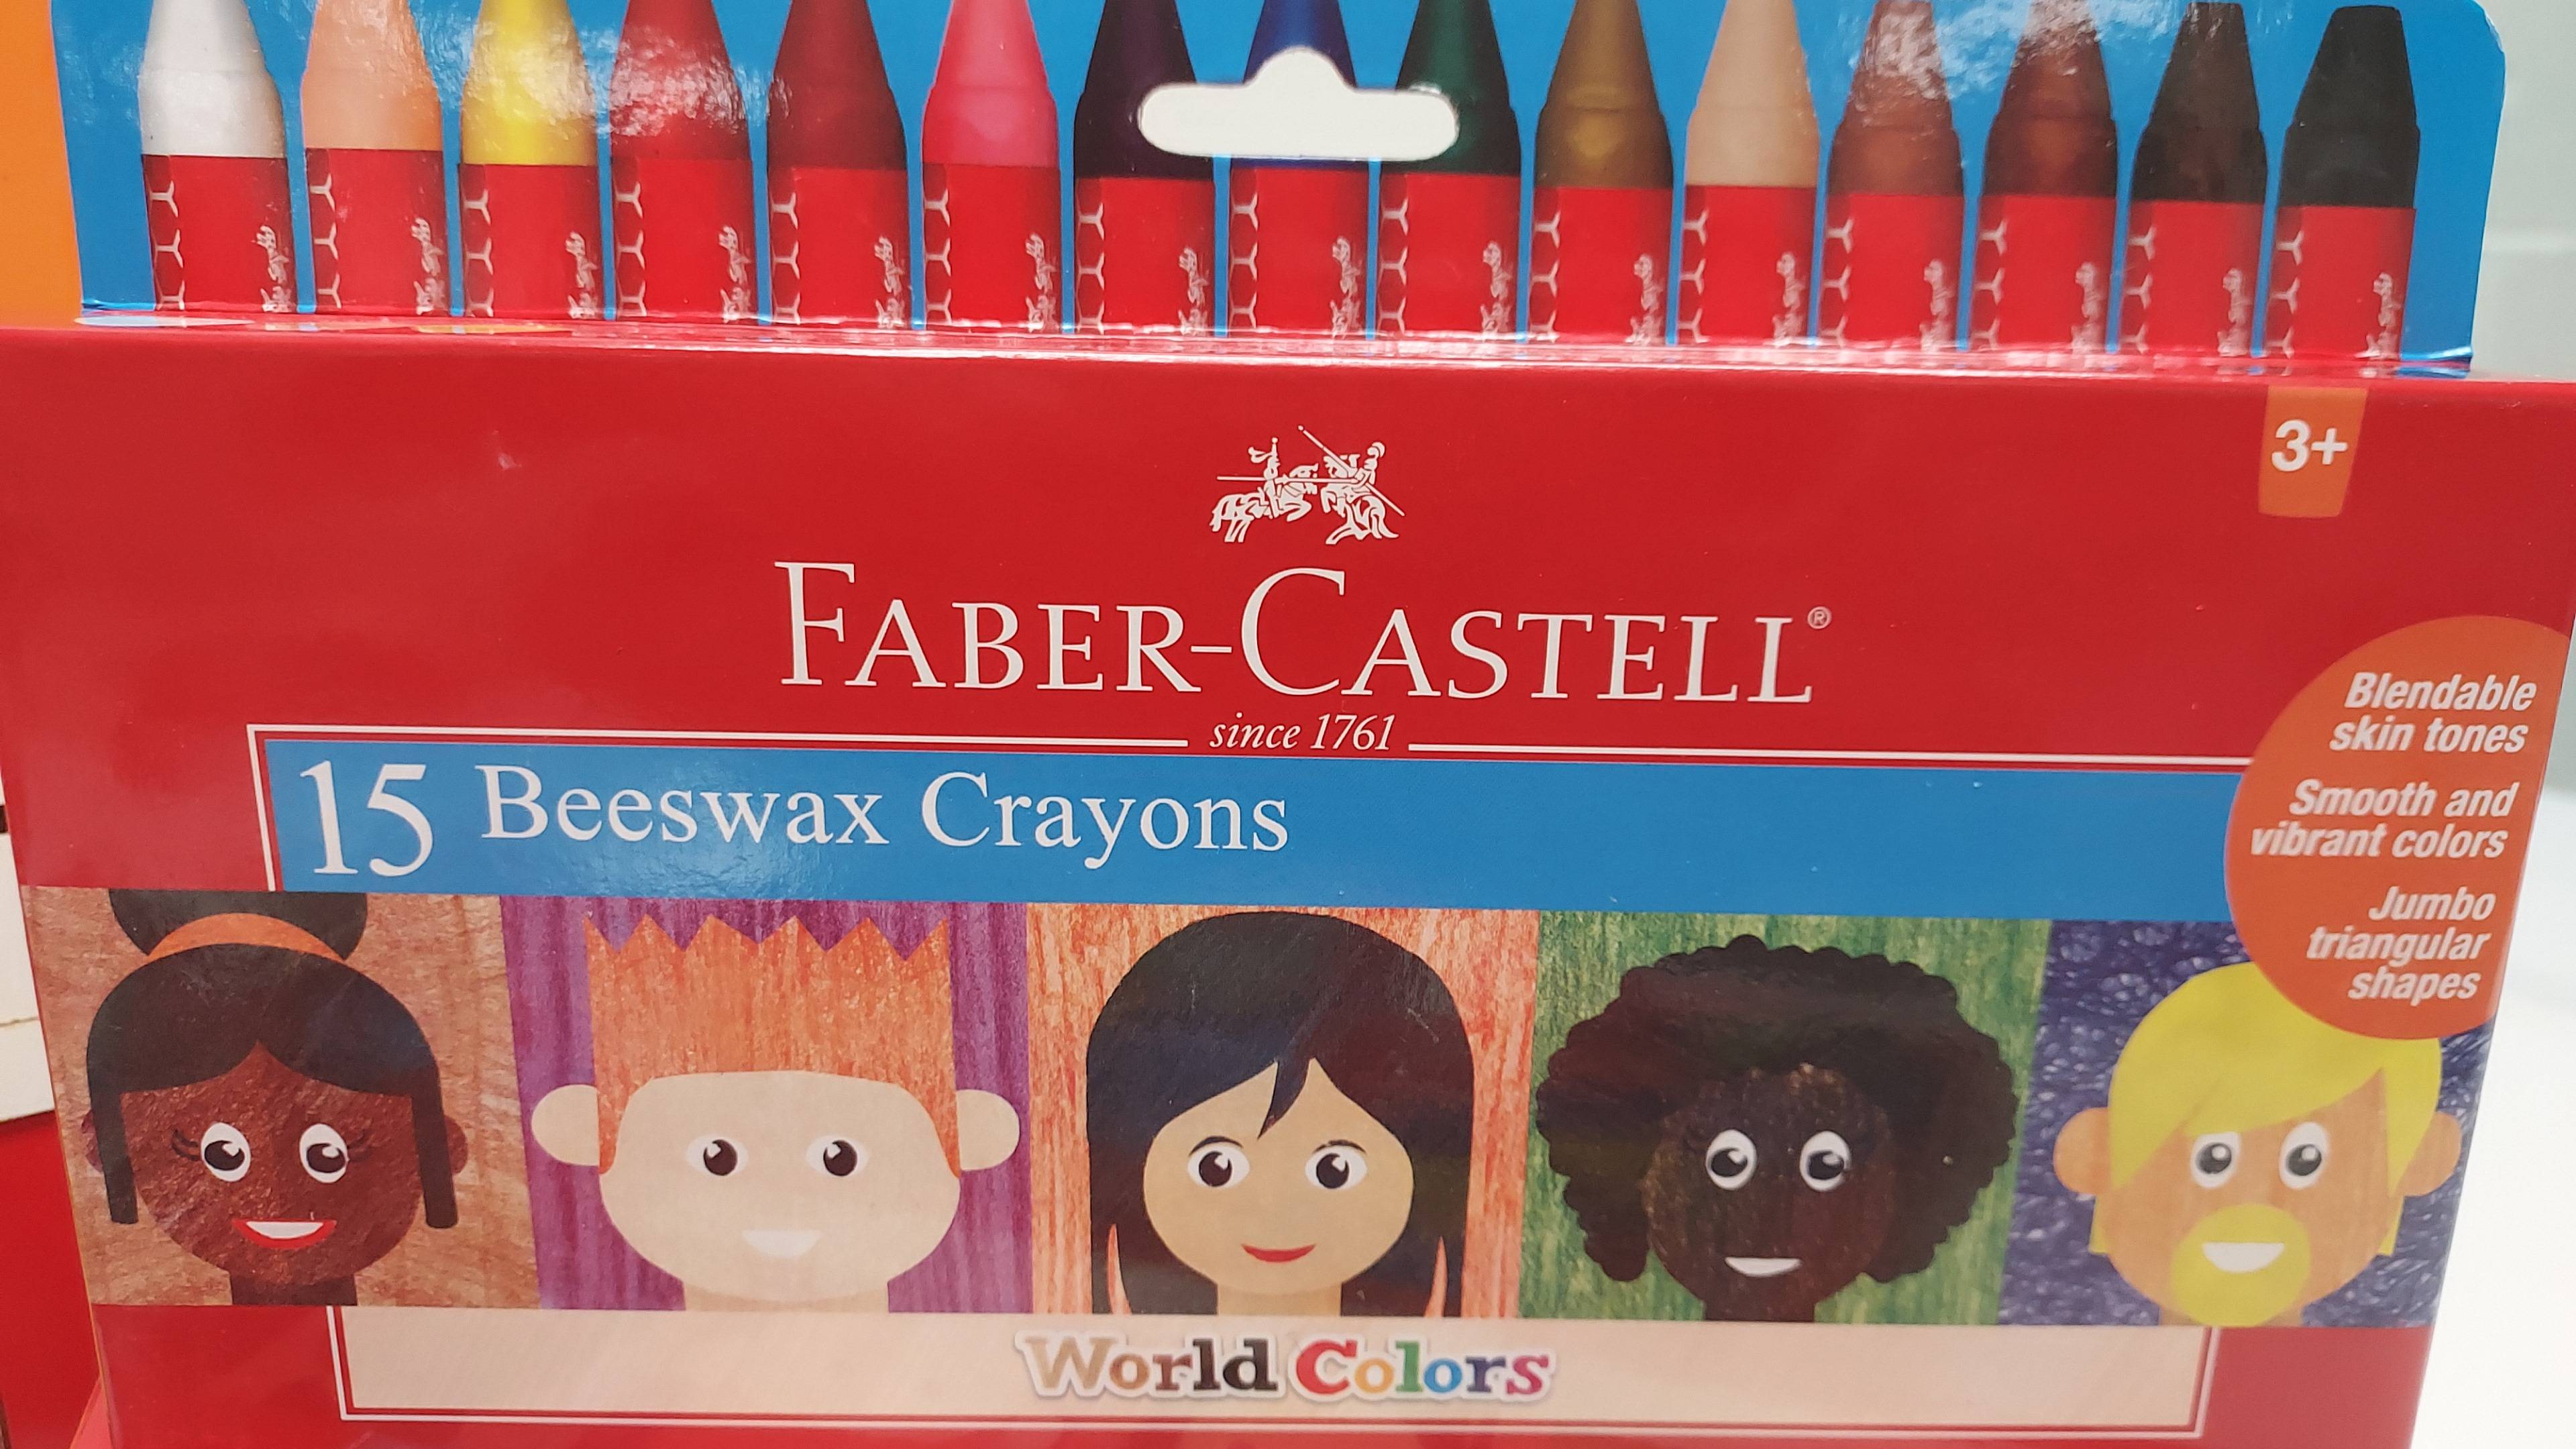 3+
FABER-CASTELL®
since 1761
15 Beeswax Crayons
Blendable
skin tones
Smooth and
vibrant colors
Jumbo
triangular
shapes
World Colors